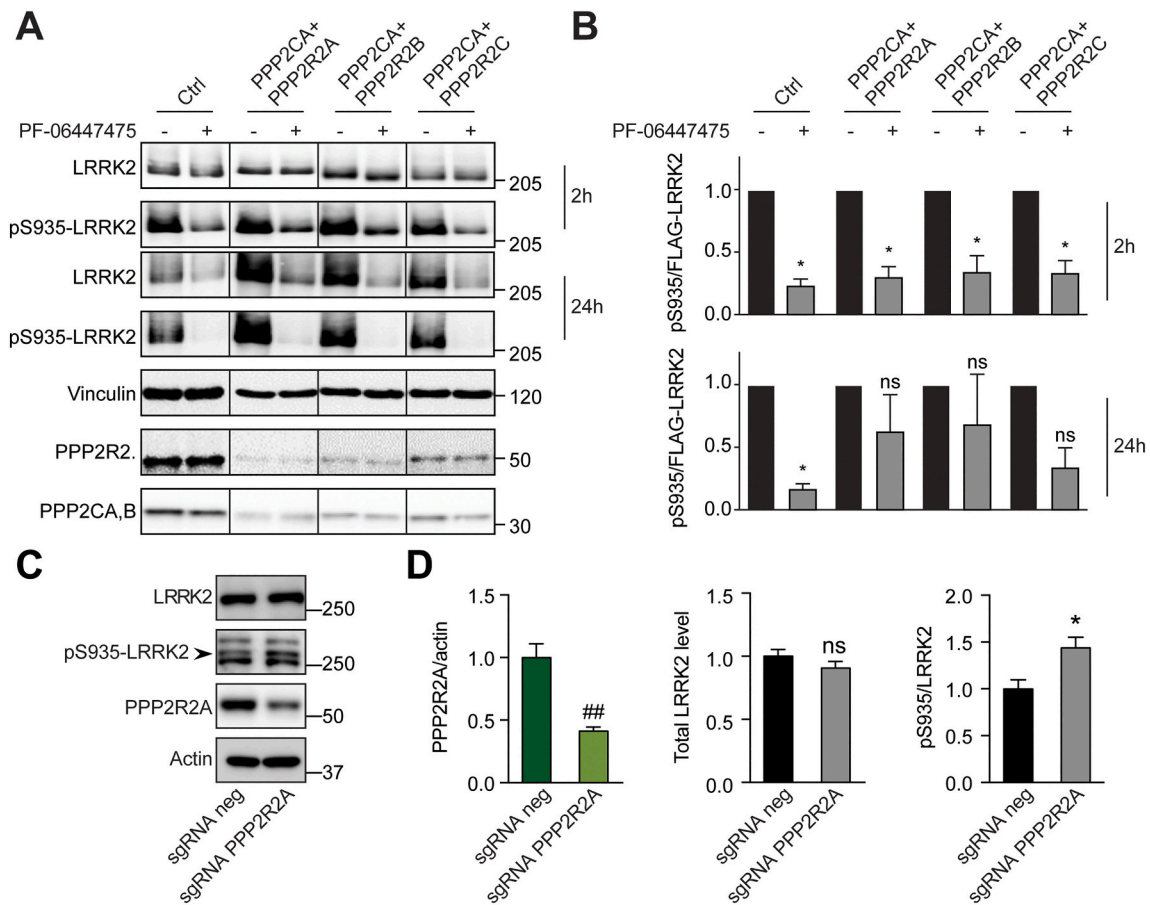 A
Ctrl
PPP2CA+
PPP2R2A
PPP2CA+
PPP2R2B
PPP2CA+
PPP2R2C
PF-06447475 - + - + - + - +
LRRK2
205
2h
pS935-LRRK2
205
LRRK2
205
24h
pS935-LRRK2
205
Vinculin
120
PPP2R2.
50
PPP2CA,B
30
B
Ctrl
PPP2CA+
PPP2R2A
PPP2CA+
PPP2R2B
PPP2CA+
PPP2R2C
PF-06447475 - + - + - + - +
pS935/FLAG-LRRK2
1.0
0.5
0.0
* * * *
2h
pS935/FLAG-LRRK2
1.0
0.5
0.0
* ns ns ns
24h
C
LRRK2
250
pS935-LRRK2
250
PPP2R2A
50
Actin
37
sgRNA neg
sgRNA PPP2R2A
D
PPP2R2A/actin
1.5
1.0
0.5
0.0
##
sgRNA neg
sgRNA PPP2R2A
Total LRRK2 level
1.5
1.0
0.5
0.0
ns
sgRNA neg
sgRNA PPP2R2A
pS935/LRRK2
2.0
1.5
1.0
0.5
0.0
*
sgRNA neg
sgRNA PPP2R2A